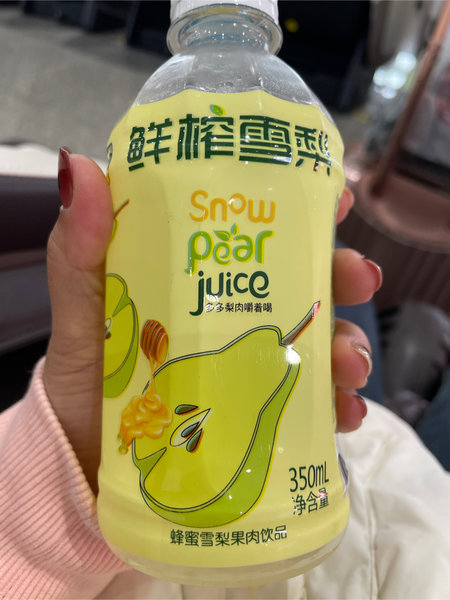 鲜榨雪梨
Snow
pear
juice
多多梨肉嚼着喝
350mL
净含量
蜂蜜雪梨果肉饮品